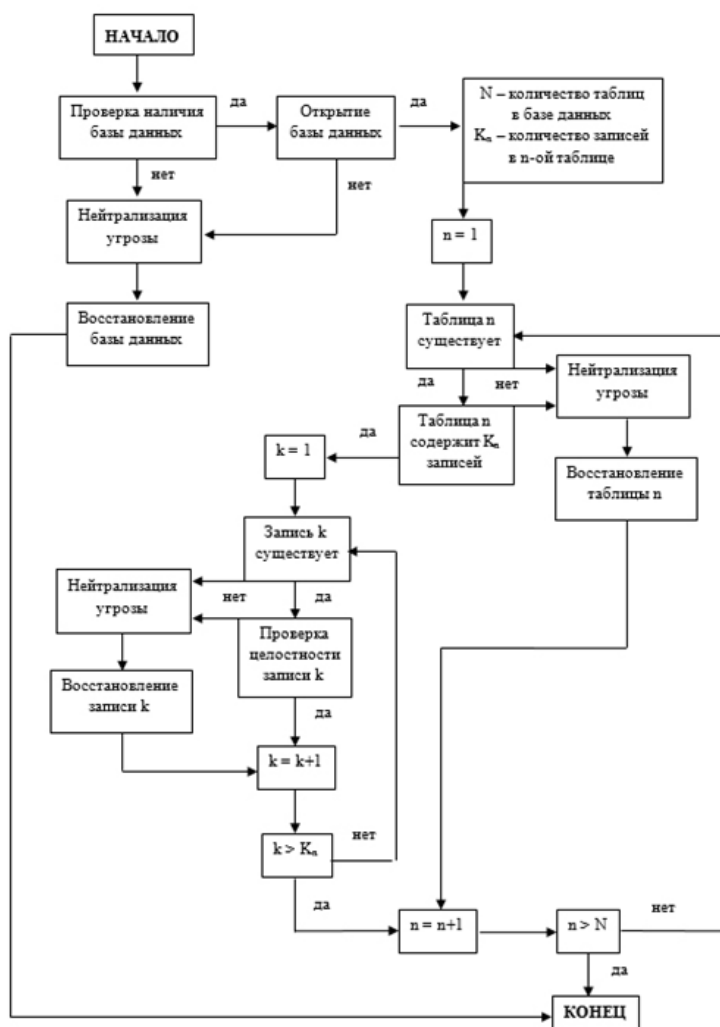 НАЧАЛО
Проверка наличия
базы данных
да
Открытие
базы данных
да
N – количество таблиц
в базе данных
Kₙ – количество записей
в n-ой таблице
нет
нет
Нейтрализация
угрозы
n = 1
Восстановление
базы данных
Таблица n
существует
да
нет
Нейтрализация
угрозы
Таблица n
содержит Kₙ
записей
да
k = 1
Восстановление
таблицы n
Запись k
существует
Нейтрализация
угрозы
нет
да
Проверка
целостности
записи k
Восстановление
записи k
да
k = k+1
k > Kₙ
нет
да
n = n+1
n > N
нет
да
КОНЕЦ